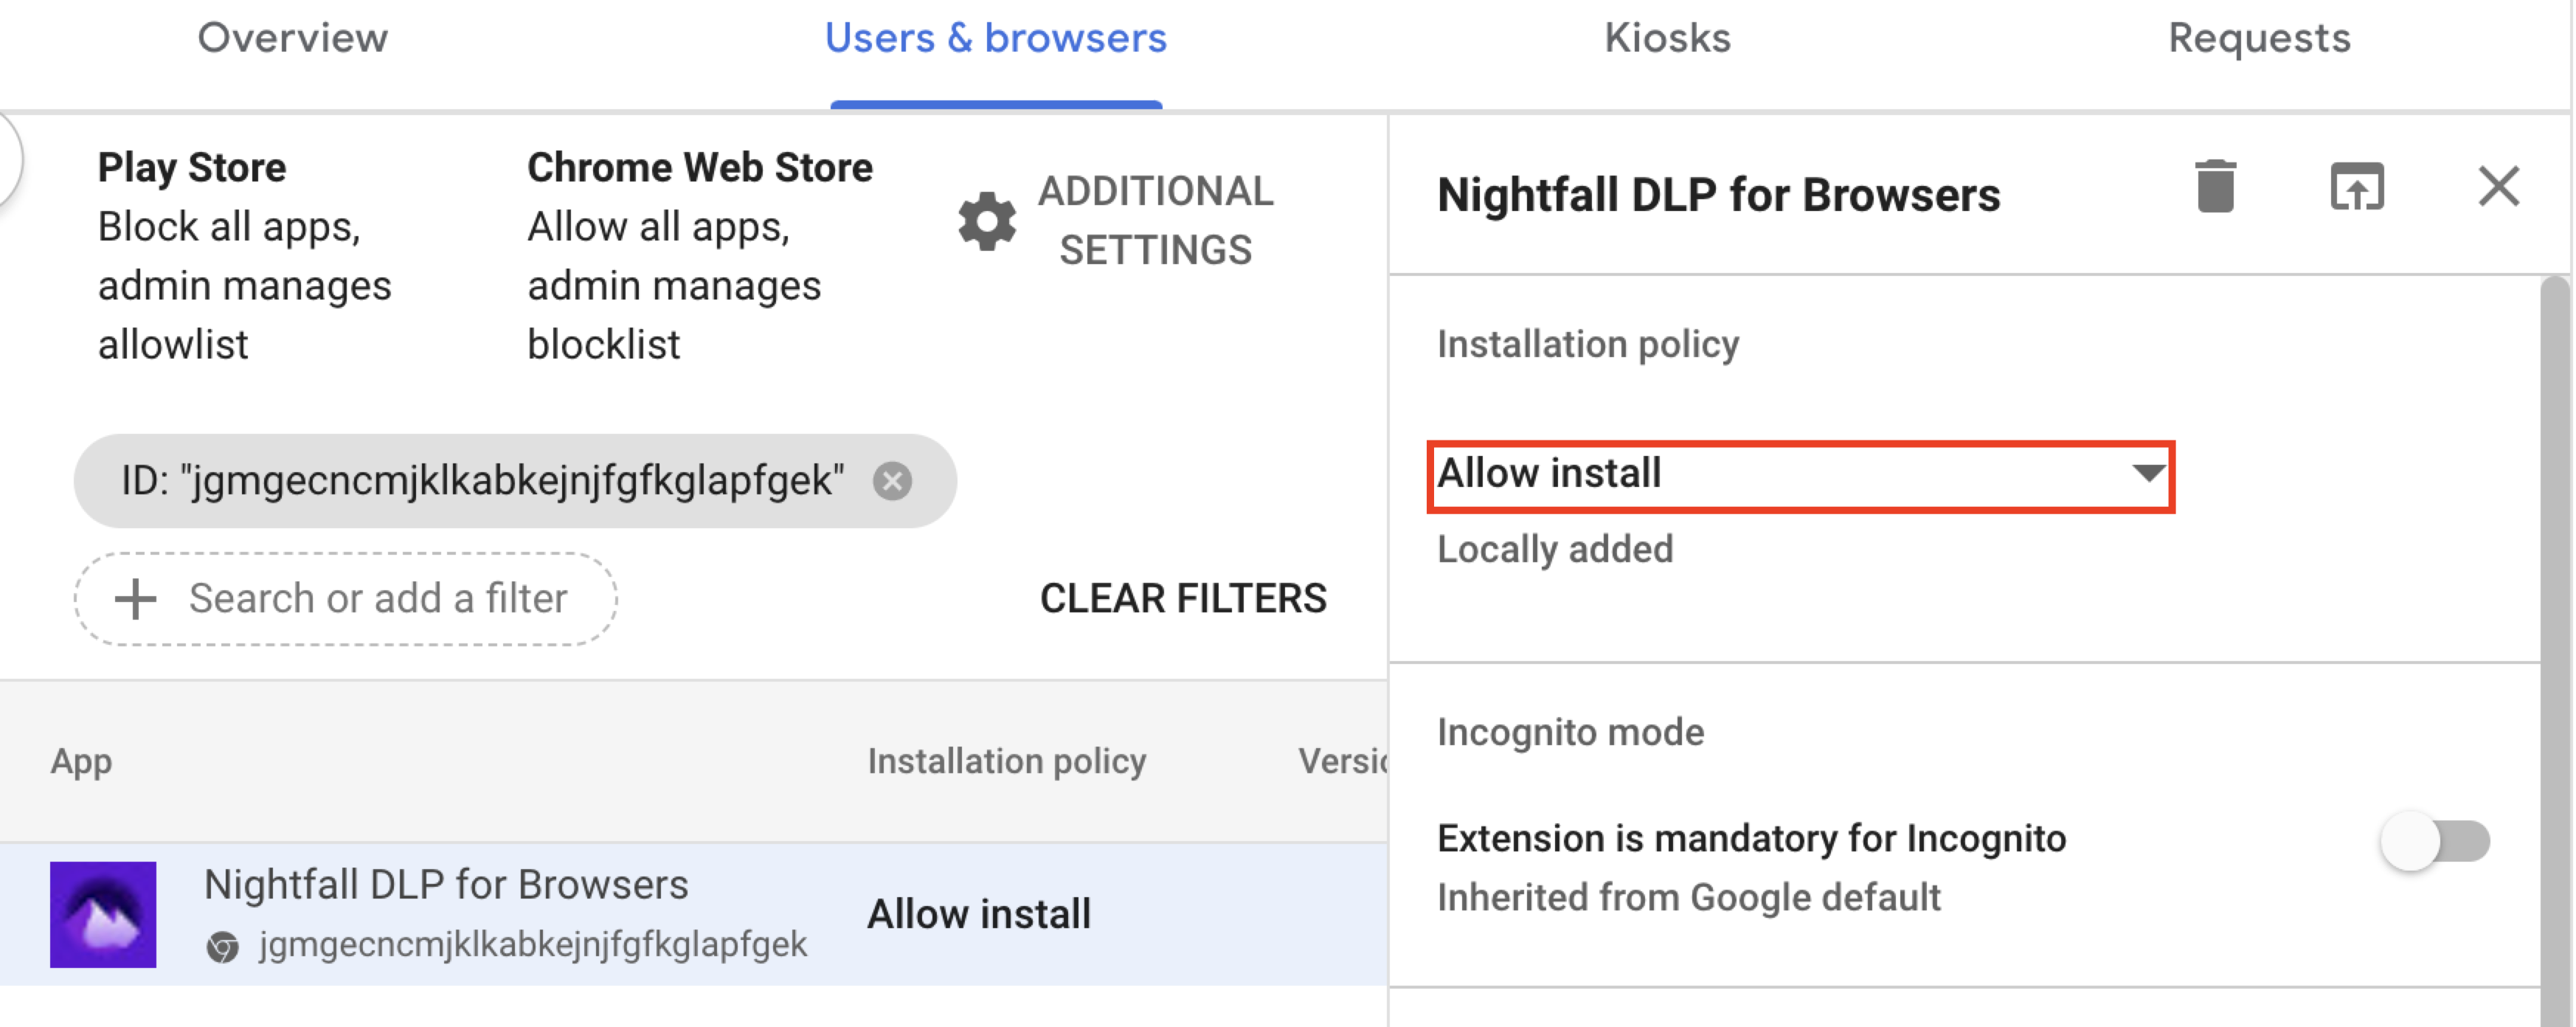 Overview
Users & browsers
Kiosks
Requests
Play Store
Block all apps,
admin manages
allowlist
Chrome Web Store
Allow all apps,
admin manages
blocklist
ADDITIONAL
SETTINGS
ID: "jgmgecncmjklkabkejnjfgfkglapfgek"
Search or add a filter
CLEAR FILTERS
App
Installation policy
Versio
Nightfall DLP for Browsers
jgmgecncmjklkabkejnjfgfkglapfgek
Allow install
Nightfall DLP for Browsers
Installation policy
Allow install
Locally added
Incognito mode
Extension is mandatory for Incognito
Inherited from Google default